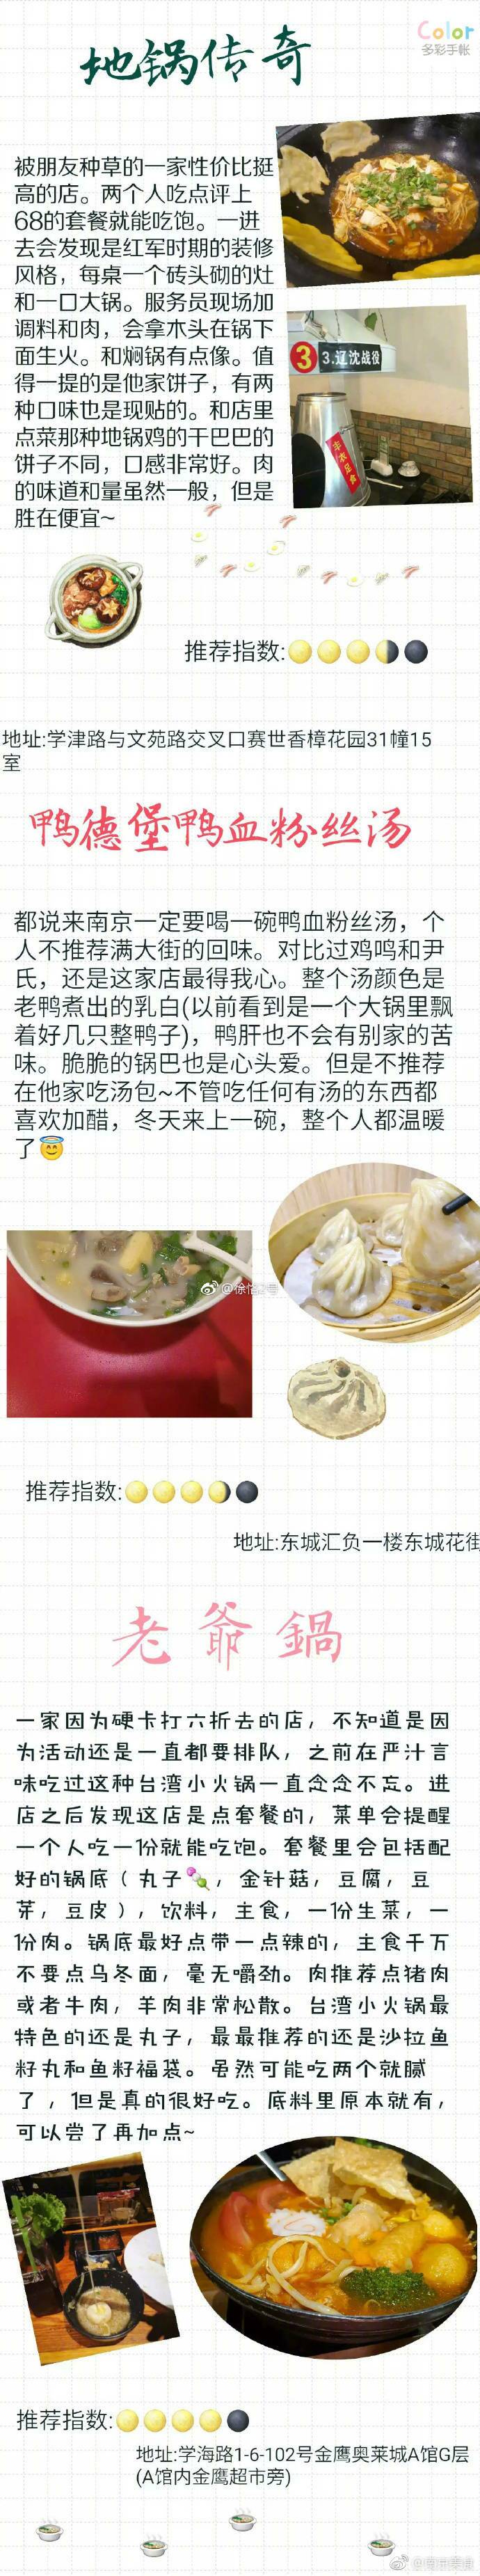 Color
多彩手帐
地锅传奇
被朋友种草的一家性价比挺
高的店。两个人吃点评上
68的套餐就能吃饱。一进
去会发现是红军时期的装修
风格，每桌一个砖头砌的灶
和一口大锅。服务员现场加
调料和肉，会拿木头在锅下
面生火。和焖锅有点像。值
得一提的是他家饼子，有两
种口味也是现贴的。和店里
点菜那种地锅鸡的干巴巴的
饼子不同，口感非常好。肉
的味道和量虽然一般，但是
胜在便宜~
3 3.辽沈战役
丰衣足食
推荐指数:
地址:学津路与文苑路交叉口赛世香樟花园31幢15
室
鸭德堡鸭血粉丝汤
都说来南京一定要喝一碗鸭血粉丝汤，个
人不推荐满大街的回味。对比过鸡鸣和尹
氏，还是这家店最得我心。整个汤颜色是
老鸭煮出的乳白(以前看到是一个大锅里飘
着好几只整鸭子)，鸭肝也不会有别家的苦
味。脆脆的锅巴也是心头爱。但是不推荐
在他家吃汤包~不管吃任何有汤的东西都
喜欢加醋，冬天来上一碗，整个人都温暖
了😇
推荐指数:
地址:东城汇负一楼东城花街
老爺鍋
一家因为硬卡打六折去的店，不知道是因
为活动还是一直都要排队，之前在严汁言
味吃过这种台湾小火锅一直念念不忘。进
店之后发现这店是点套餐的，菜单会提醒
一个人吃一份就能吃饱。套餐里会包括配
好的锅底（丸子🍡，金针菇，豆腐，豆
芽，豆皮），饮料，主食，一份生菜，一
份肉。锅底最好点带一点辣的，主食千万
不要点乌冬面，毫无嚼劲。肉推荐点猪肉
或者牛肉，羊肉非常松散。台湾小火锅最
特色的还是丸子，最最推荐的还是沙拉鱼
籽丸和鱼籽福袋。虽然可能吃两个就腻
了，但是真的很好吃。底料里原本就有，
可以尝了再加点~
推荐指数:
地址:学海路1-6-102号金鹰奥莱城A馆G层
(A馆内金鹰超市旁)